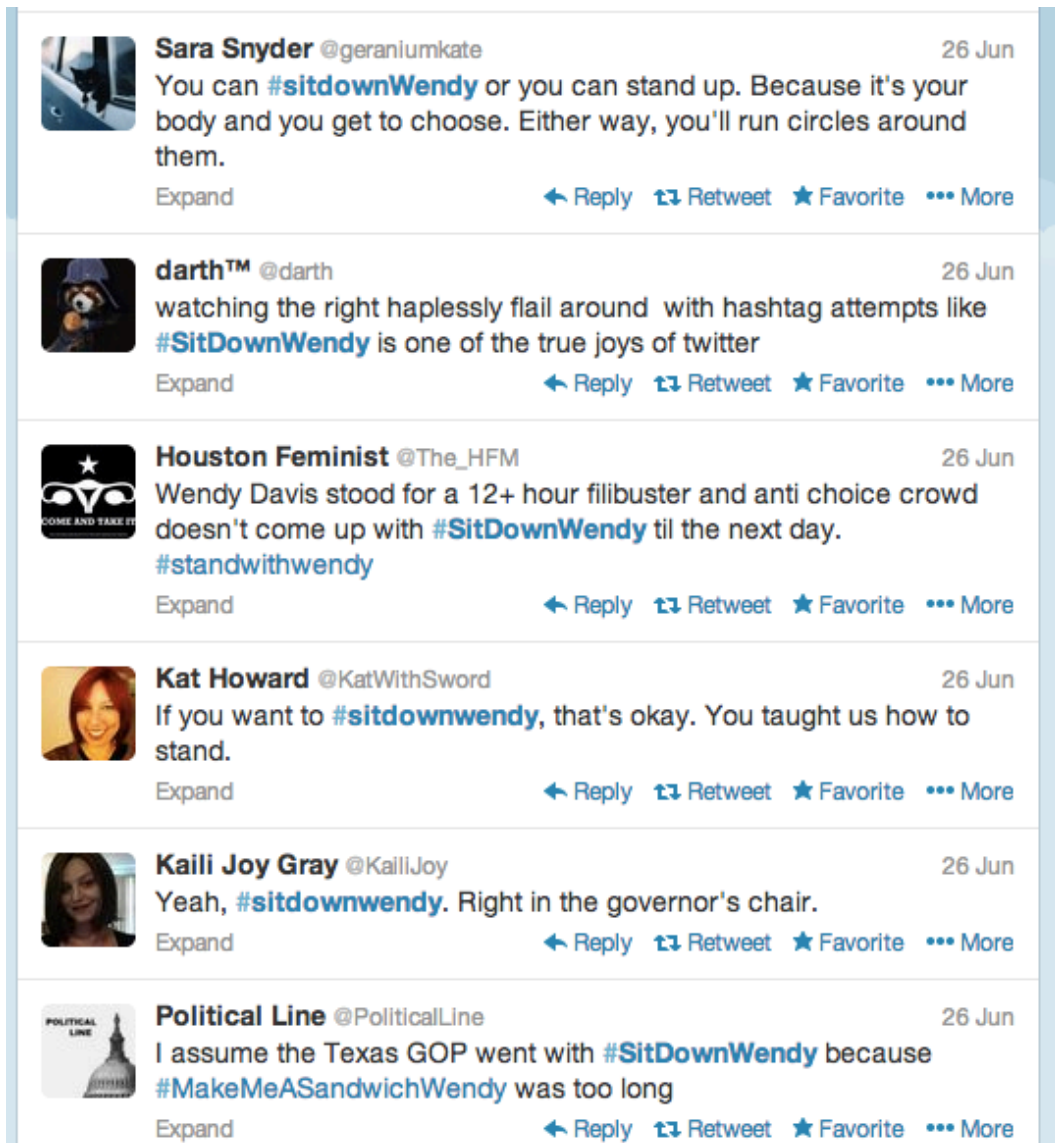 Sara Snyder @geraniumkate 26 Jun
You can #sitdownWendy or you can stand up. Because it's your
body and you get to choose. Either way, you'll run circles around
them.
Expand Reply Retweet Favorite More
darth™ @darth 26 Jun
watching the right haplessly flail around with hashtag attempts like
#SitDownWendy is one of the true joys of twitter
Expand Reply Retweet Favorite More
COME AND TAKE IT
Houston Feminist @The_HFM 26 Jun
Wendy Davis stood for a 12+ hour filibuster and anti choice crowd
doesn't come up with #SitDownWendy til the next day.
#standwithwendy
Expand Reply Retweet Favorite More
Kat Howard @KatWithSword 26 Jun
If you want to #sitdownwendy, that's okay. You taught us how to
stand.
Expand Reply Retweet Favorite More
Kaili Joy Gray @KailiJoy 26 Jun
Yeah, #sitdownwendy. Right in the governor's chair.
Expand Reply Retweet Favorite More
POLITICAL
LINE
Political Line @PoliticalLine 26 Jun
I assume the Texas GOP went with #SitDownWendy because
#MakeMeASandwichWendy was too long
Expand Reply Retweet Favorite More